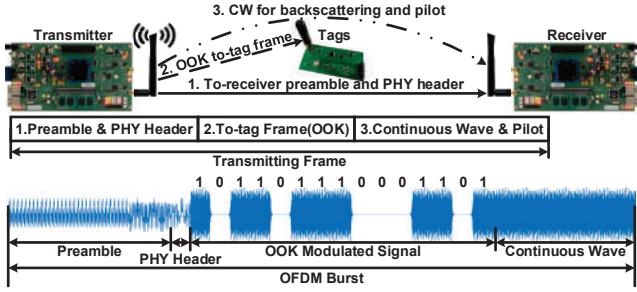 3. CW for backscattering and pilot
Transmitter
Tags
Receiver
2. OOK to-tag frame
1. To-receiver preamble and PHY header
1.Preamble & PHY Header
2.To-tag Frame(OOK)
3.Continuous Wave & Pilot
Transmitting Frame
1 0 1 1 0 1 1 1 0 0 0 1 1 0 1
Preamble
PHY Header
OOK Modulated Signal
Continuous Wave
OFDM Burst